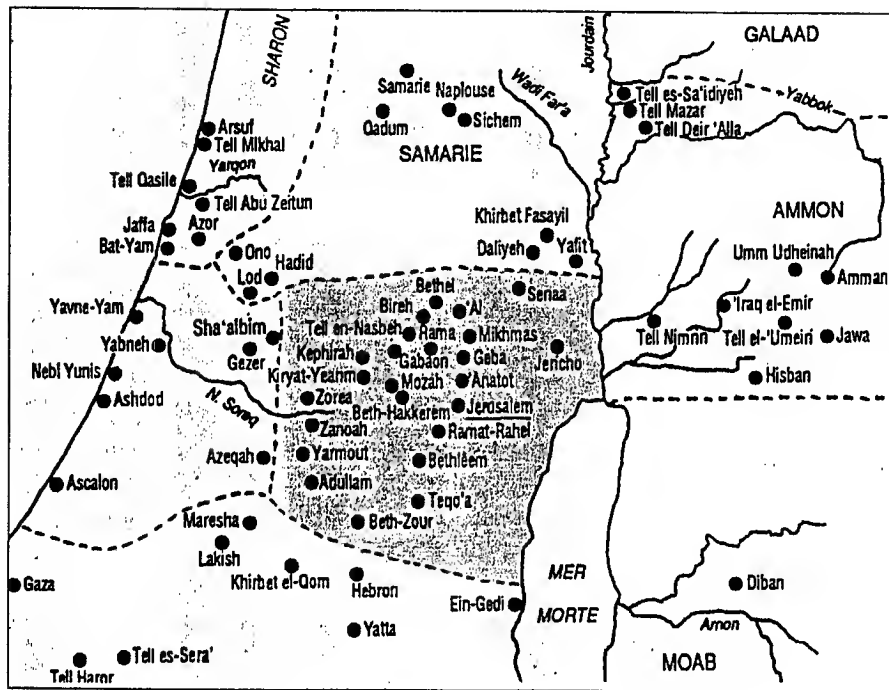 GALAAD
SHARON
Jourdain
Samarie
Naplouse
Wadi Far'a
Tell es-Sa'idiyeh
Yabbok
Qadum
Sichem
Tell Mazar
Tell Deir 'Alla
Arsuf
Tell Mikhal
SAMARIE
Yarqon
Tell Qasile
Tell Abu Zeitun
AMMON
Jaffa
Azor
Khirbet Fasayil
Bat-Yam
Ono
Daliyeh
Yafit
Umm Udheinah
Hadid
Lod
Amman
Bethel
Senaa
Yavne-Yam
Bireh
'Aï
'Iraq el-Emir
Sha'albim
Tell en-Nasbeh
Rama
Mikhmas
Tell Nimrin
Tell el-'Umeiri
Jawa
Yabneh
Gezer
Kephirah
Gabaon
Geba
Jericho
Nebî Yunis
Kiryat-Yearim
Mozah
'Anatot
Hisban
Ashdod
N. Soreq
Zorea
Beth-Hakkerem
Jerusalem
Zanoah
Ramat-Rahel
Azeqah
Yarmout
Bethléem
Ascalon
Adullam
Teqo'a
Maresha
Beth-Zour
Lakish
Khirbet el-Qom
Hebron
MER
MORTE
Gaza
Diban
Ein-Gedi
Arnon
Yatta
MOAB
Tell es-Sera'
Tell Haror